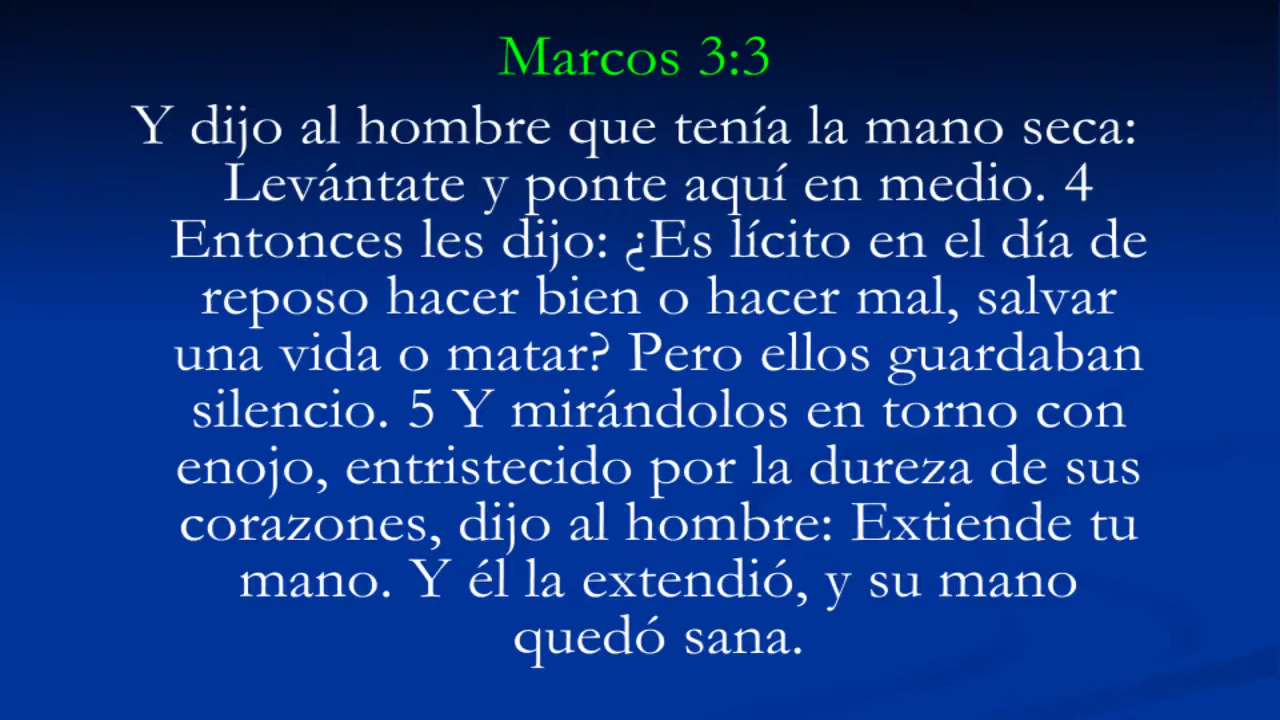 Marcos 3:3
Y dijo al hombre que tenía la mano seca:
Levántate y ponte aquí en medio. 4
Entonces les dijo: ¿Es lícito en el día de
reposo hacer bien o hacer mal, salvar
una vida o matar? Pero ellos guardaban
silencio. 5 Y mirándolos en torno con
enojo, entristecido por la dureza de sus
corazones, dijo al hombre: Extiende tu
mano. Y él la extendió, y su mano
quedó sana.